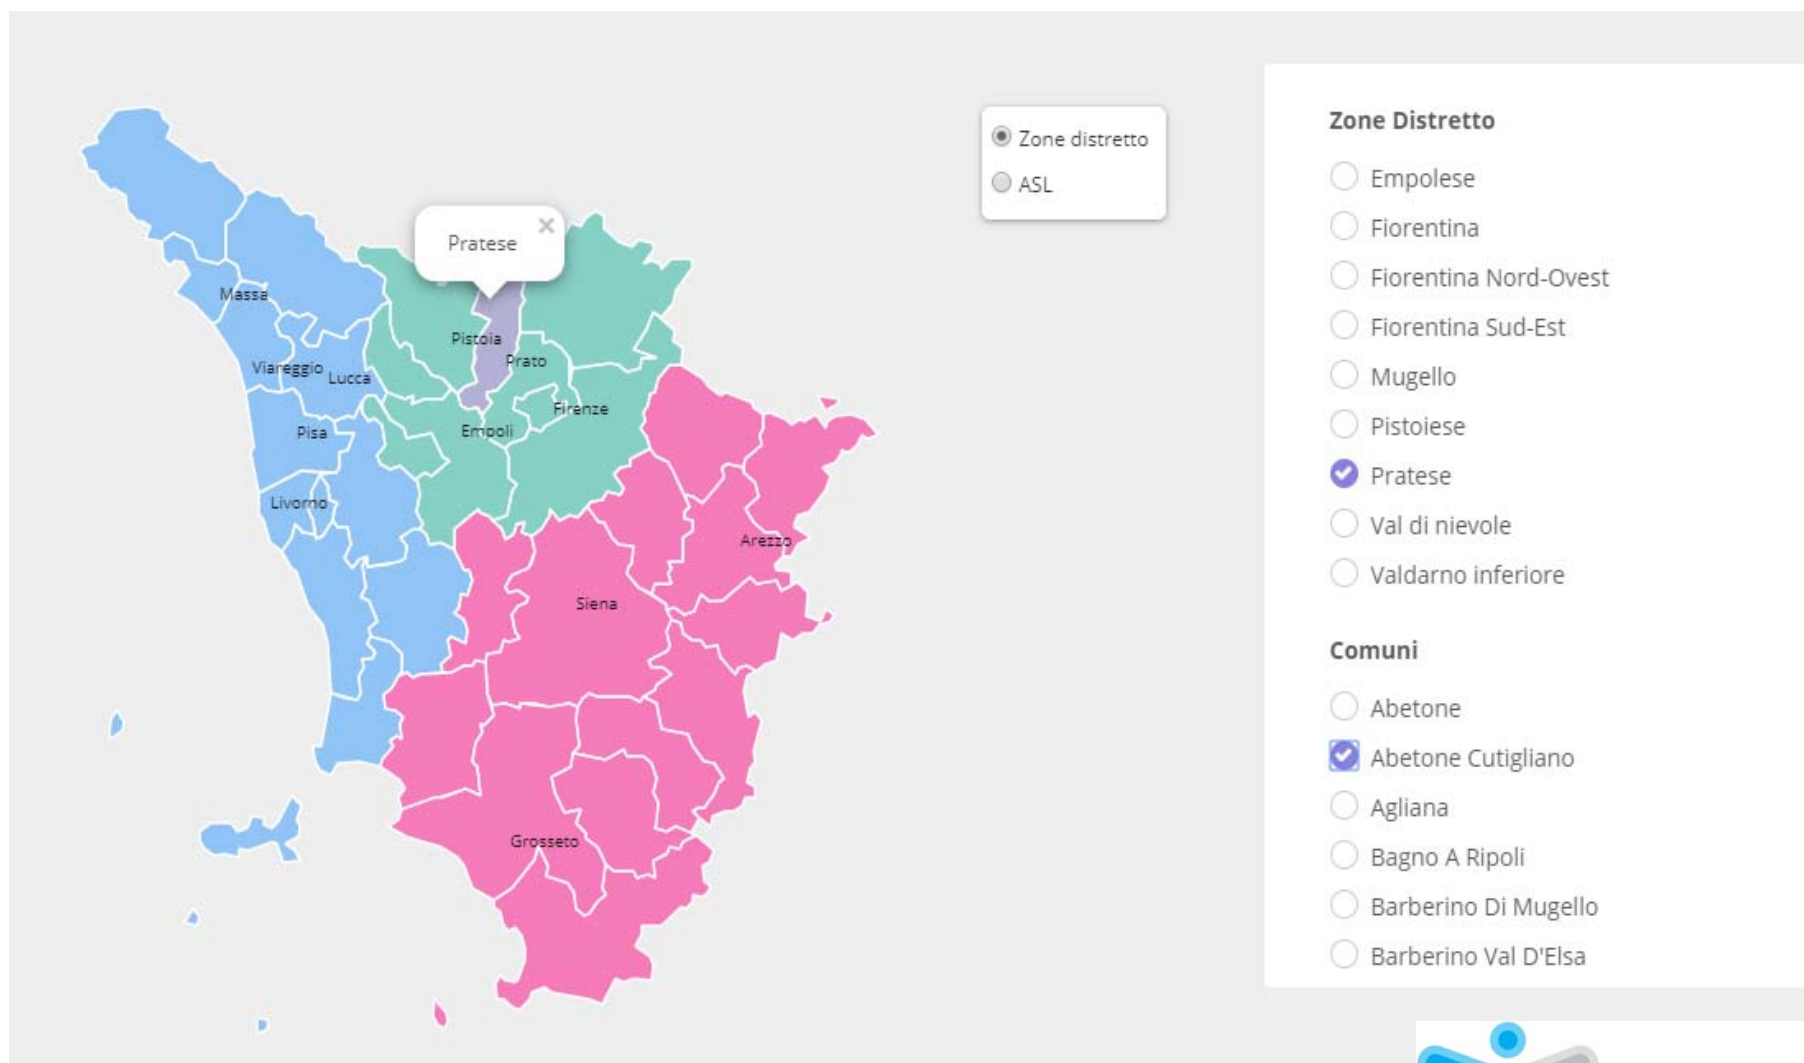 Pratese
Massa
Pistoia
Prato
Viareggio
Lucca
Firenze
Pisa
Empoli
Livorno
Arezzo
Siena
Grosseto
Zone distretto
ASL
Zone Distretto
Empolese
Fiorentina
Fiorentina Nord-Ovest
Fiorentina Sud-Est
Mugello
Pistoiese
Pratese
Val di nievole
Valdarno inferiore
Comuni
Abetone
Abetone Cutigliano
Agliana
Bagno A Ripoli
Barberino Di Mugello
Barberino Val D'Elsa